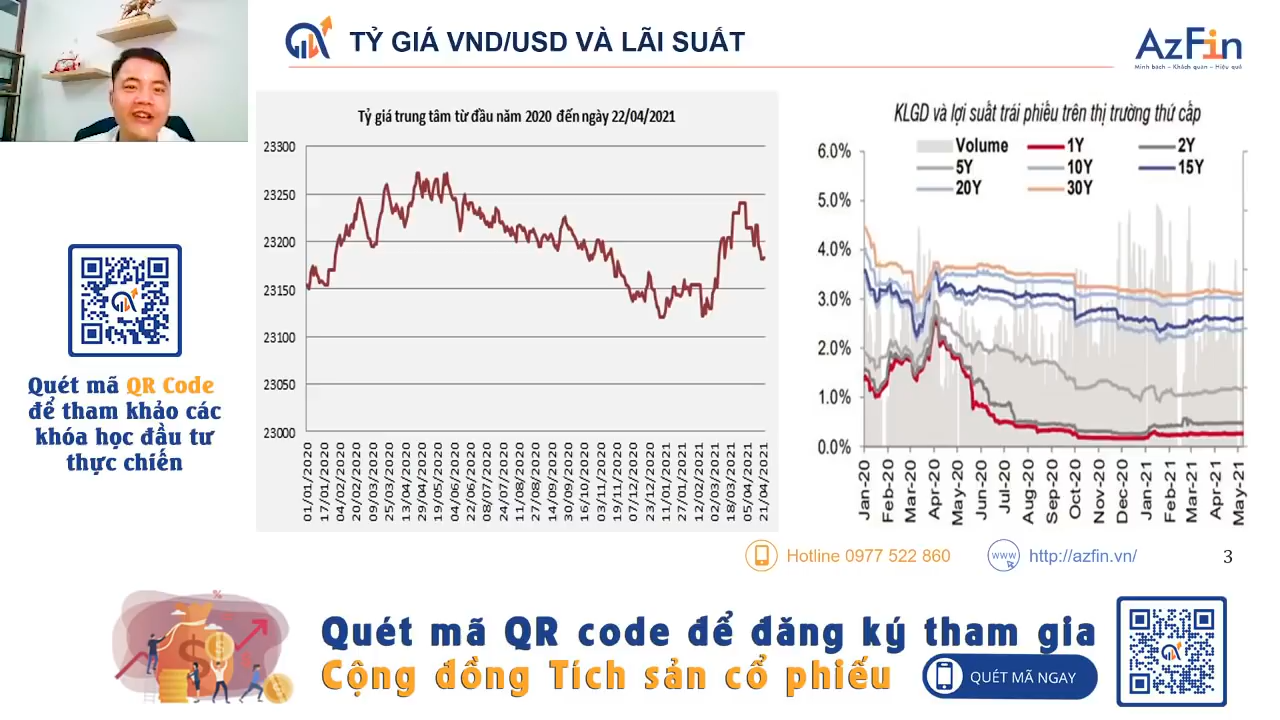 TỶ GIÁ VND/USD VÀ LÃI SUẤT
AzFin
Minh bạch – Khách quan – Hiệu quả
Tỷ giá trung tâm từ đầu năm 2020 đến ngày 22/04/2021
23300
23250
23200
23150
23100
23050
23000
01/01/2020
17/01/2020
04/02/2020
20/02/2020
09/03/2020
25/03/2020
13/04/2020
29/04/2020
19/05/2020
04/06/2020
22/06/2020
08/07/2020
24/07/2020
11/08/2020
27/08/2020
14/09/2020
30/09/2020
16/10/2020
03/11/2020
19/11/2020
07/12/2020
23/12/2020
11/01/2021
27/01/2021
12/02/2021
02/03/2021
18/03/2021
05/04/2021
21/04/2021
KLGD và lợi suất trái phiếu trên thị trường thứ cấp
Volume 1Y 2Y
5Y 10Y 15Y
20Y 30Y
6.0%
5.0%
4.0%
3.0%
2.0%
1.0%
0.0%
Jan-20
Feb-20
Mar-20
Apr-20
May-20
Jun-20
Jul-20
Aug-20
Sep-20
Oct-20
Nov-20
Dec-20
Jan-21
Feb-21
Mar-21
Apr-21
May-21
Quét mã QR Code
để tham khảo các
khóa học đầu tư
thực chiến
Hotline 0977 522 860
www
http://azfin.vn/
3
Quét mã QR code để đăng ký tham gia
Cộng đồng Tích sản cổ phiếu
QUÉT MÃ NGAY